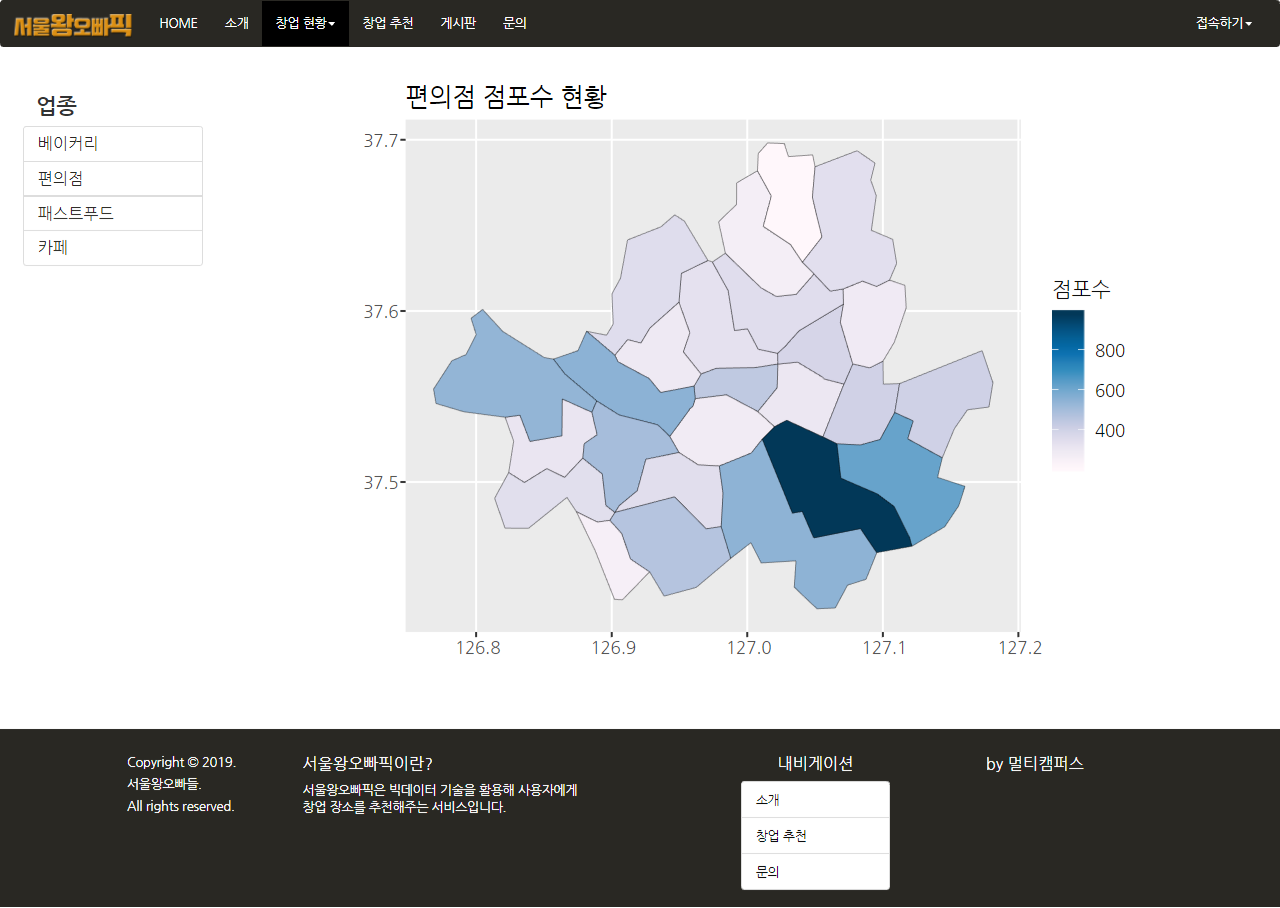 서울왕오빠픽 HOME 소개 창업 현황 창업 추천 게시판 문의 접속하기
업종
베이커리
편의점
패스트푸드
카페
편의점 점포수 현황
37.7
37.6
37.5
126.8 126.9 127.0 127.1 127.2
점포수
800
600
400
Copyright © 2019.
서울왕오빠들.
All rights reserved.
서울왕오빠픽이란?
서울왕오빠픽은 빅데이터 기술을 활용해 사용자에게
창업 장소를 추천해주는 서비스입니다.
내비게이션
소개
창업 추천
문의
by 멀티캠퍼스